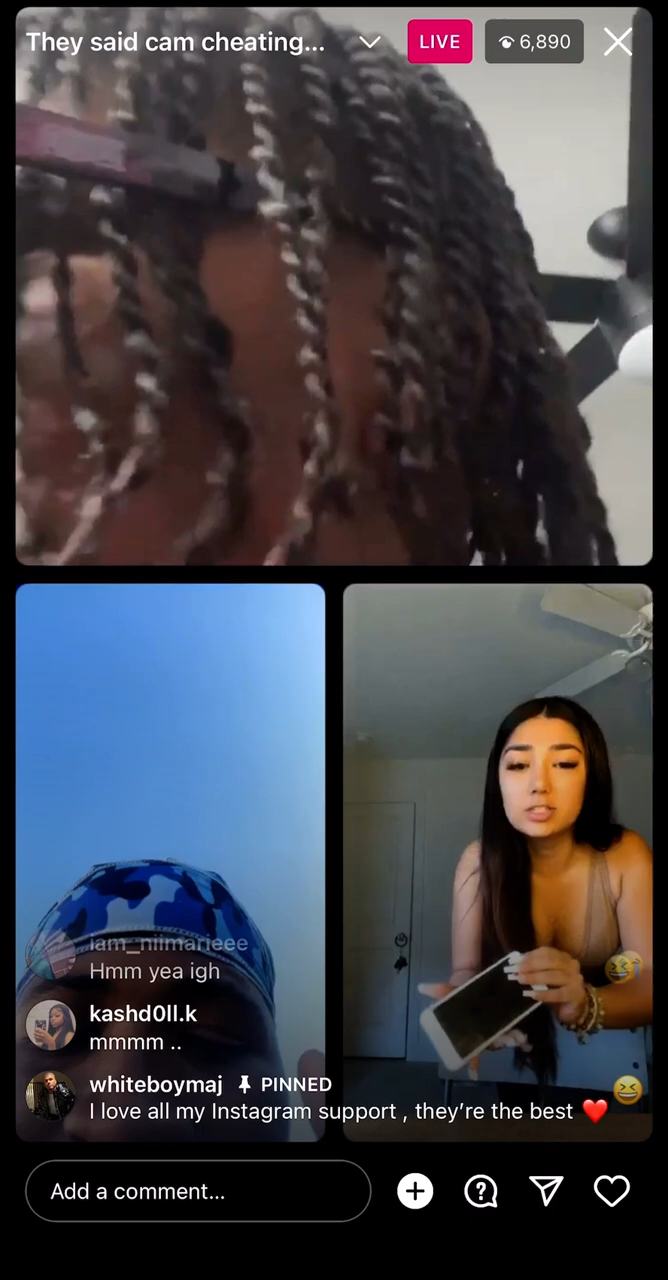 They said cam cheating...
LIVE
6,890
iam_niimarieee
Hmm yea igh
kashd0ll.k
mmmm ..
whiteboymaj PINNED
I love all my Instagram support , they’re the best ❤️
Add a comment...